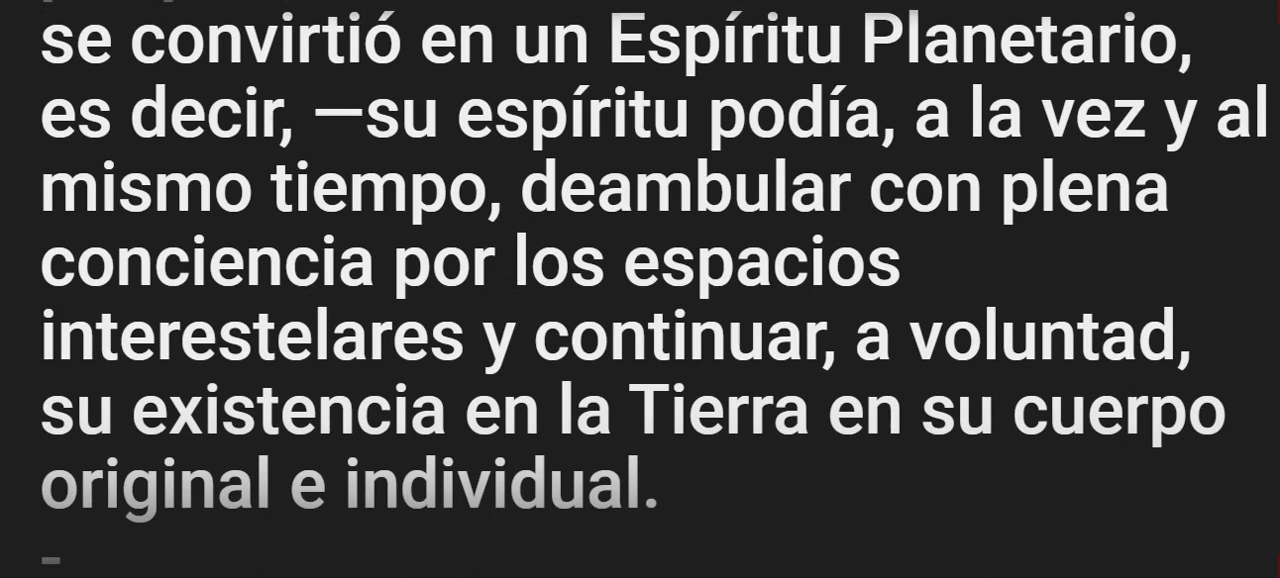 se convirtió en un Espíritu Planetario,
es decir, —su espíritu podía, a la vez y al
mismo tiempo, deambular con plena
conciencia por los espacios
interestelares y continuar, a voluntad,
su existencia en la Tierra en su cuerpo
original e individual.
-